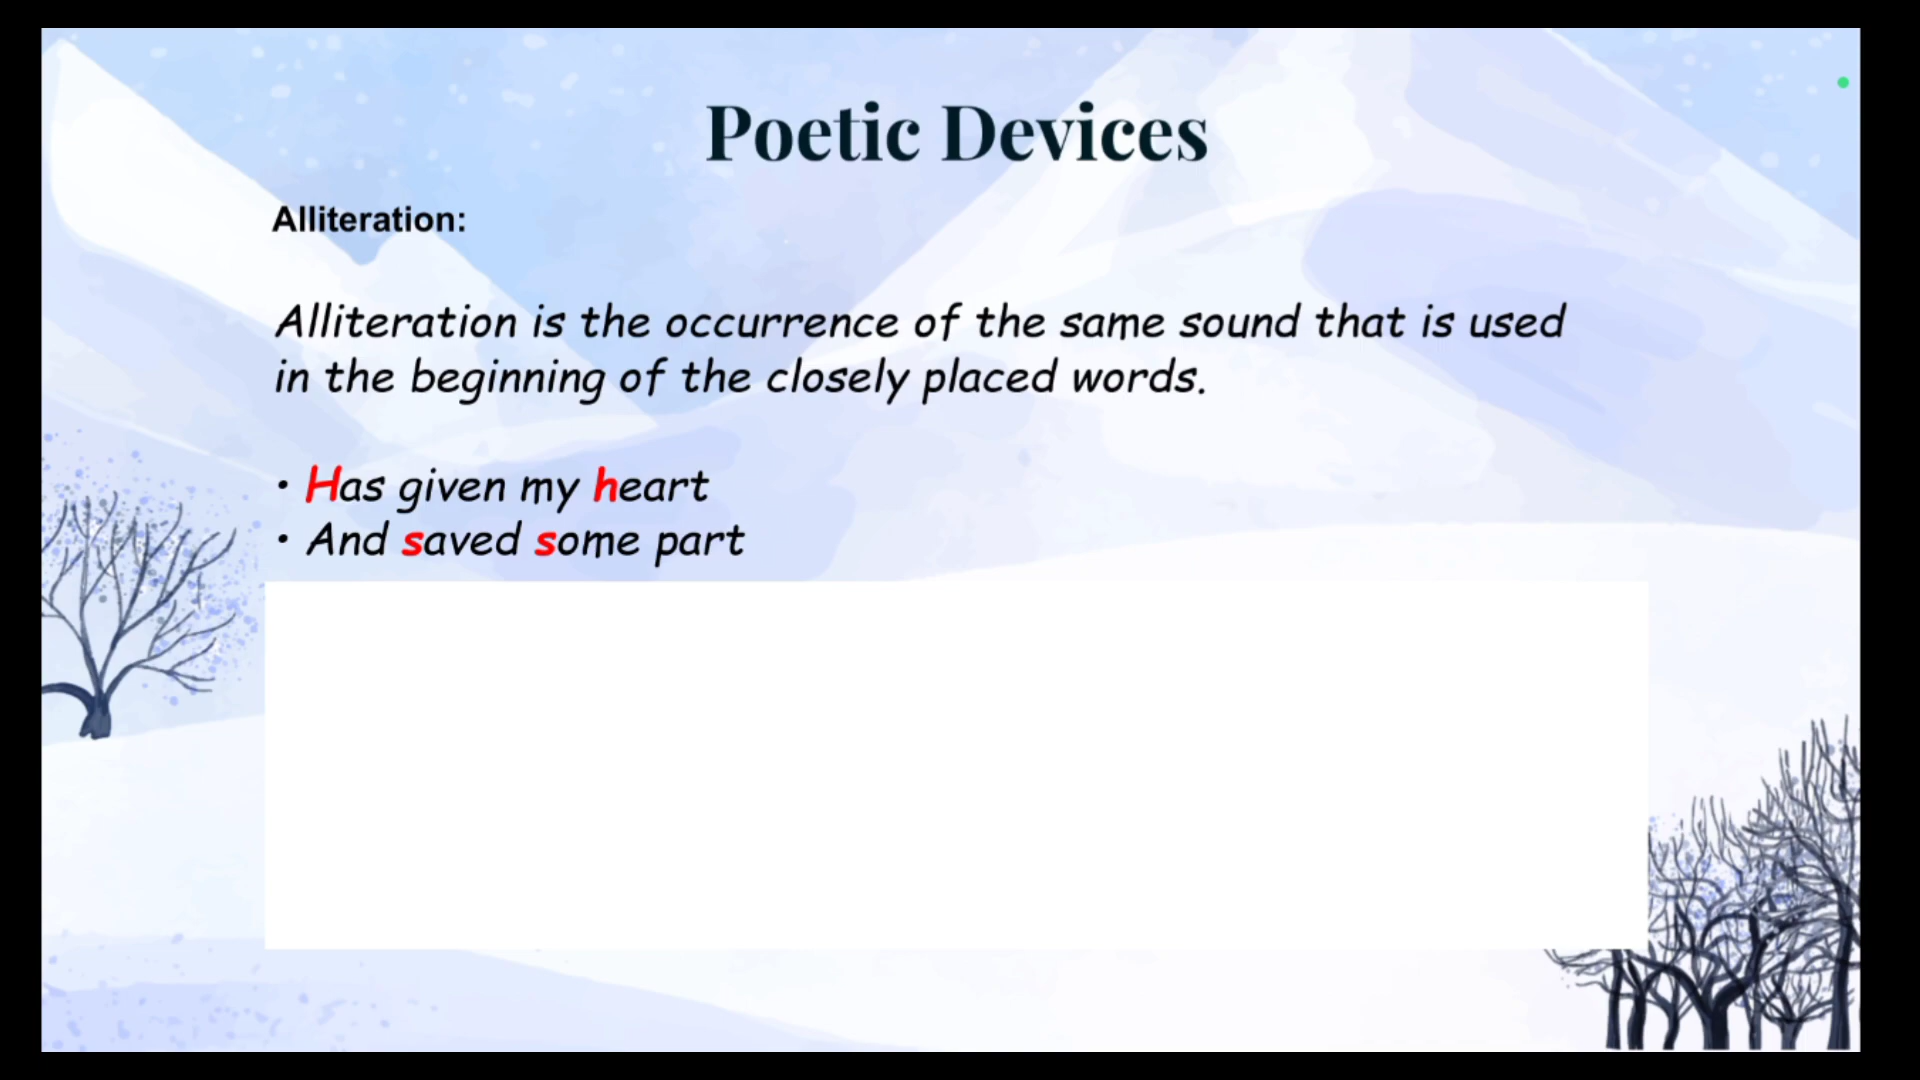 Poetic Devices
Alliteration:
Alliteration is the occurrence of the same sound that is used
in the beginning of the closely placed words.
• Has given my heart
• And saved some part